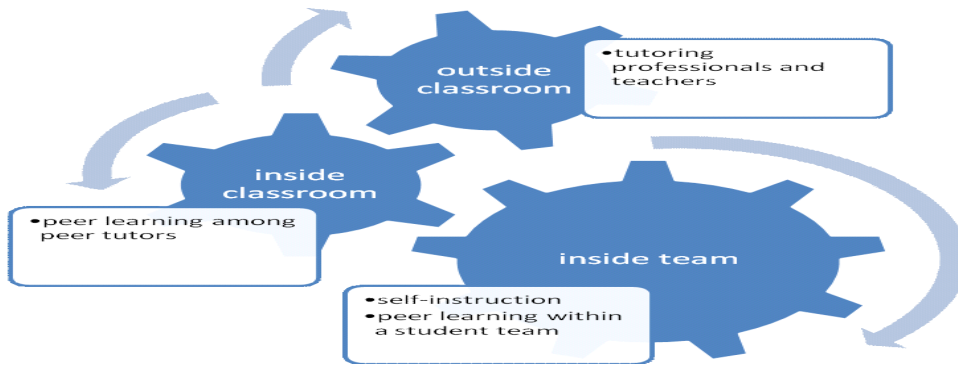 outside
classroom
•tutoring
professionals and
teachers
inside
classroom
•peer learning among
peer tutors
inside team
•self-instruction
•peer learning within
a student team